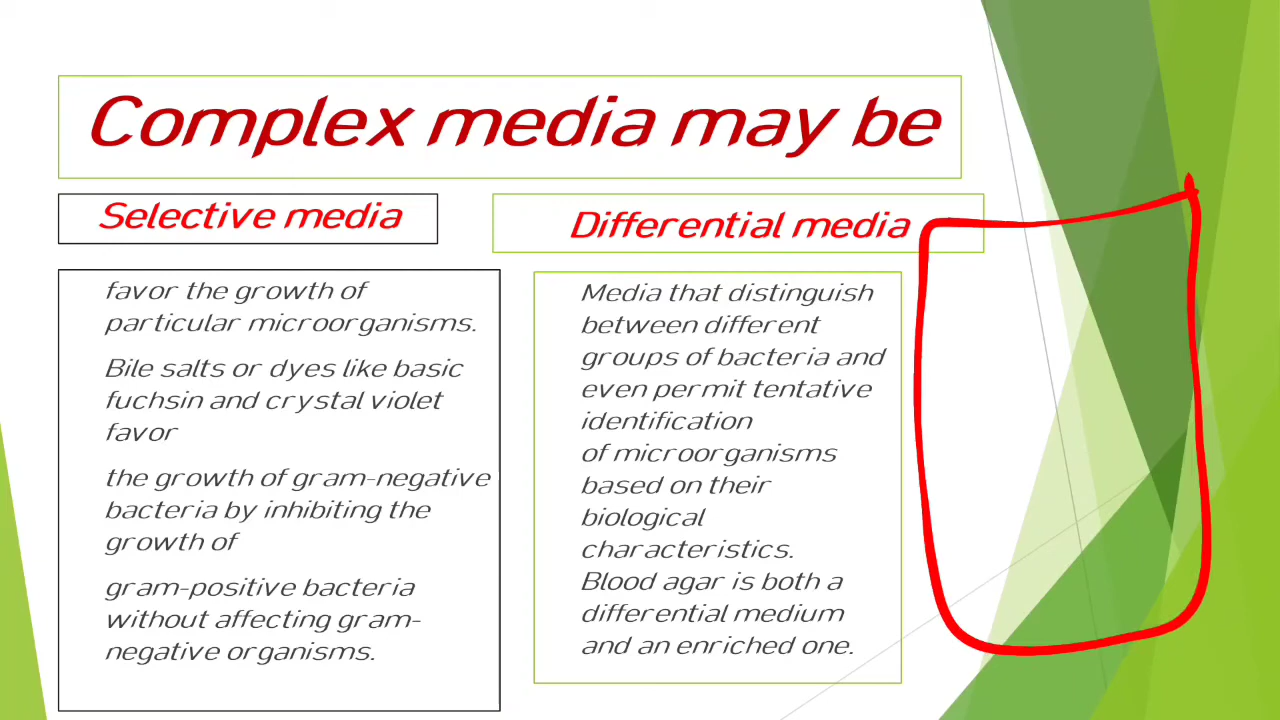 Complex media may be
Selective media
favor the growth of
particular microorganisms.
Bile salts or dyes like basic
fuchsin and crystal violet
favor
the growth of gram-negative
bacteria by inhibiting the
growth of
gram-positive bacteria
without affecting gram-
negative organisms.
Differential media
Media that distinguish
between different
groups of bacteria and
even permit tentative
identification
of microorganisms
based on their
biological
characteristics.
Blood agar is both a
differential medium
and an enriched one.